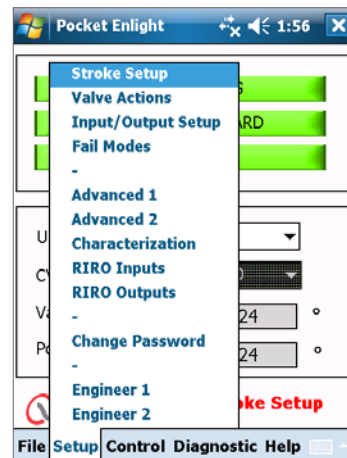 Pocket Enlight 1:56
Stroke Setup
Valve Actions
Input/Output Setup
Fail Modes
-
Advanced 1
Advanced 2
Characterization
RIRO Inputs
RIRO Outputs
-
Change Password
-
Engineer 1
Engineer 2
24 °
24 °
Setup
File Setup Control Diagnostic Help